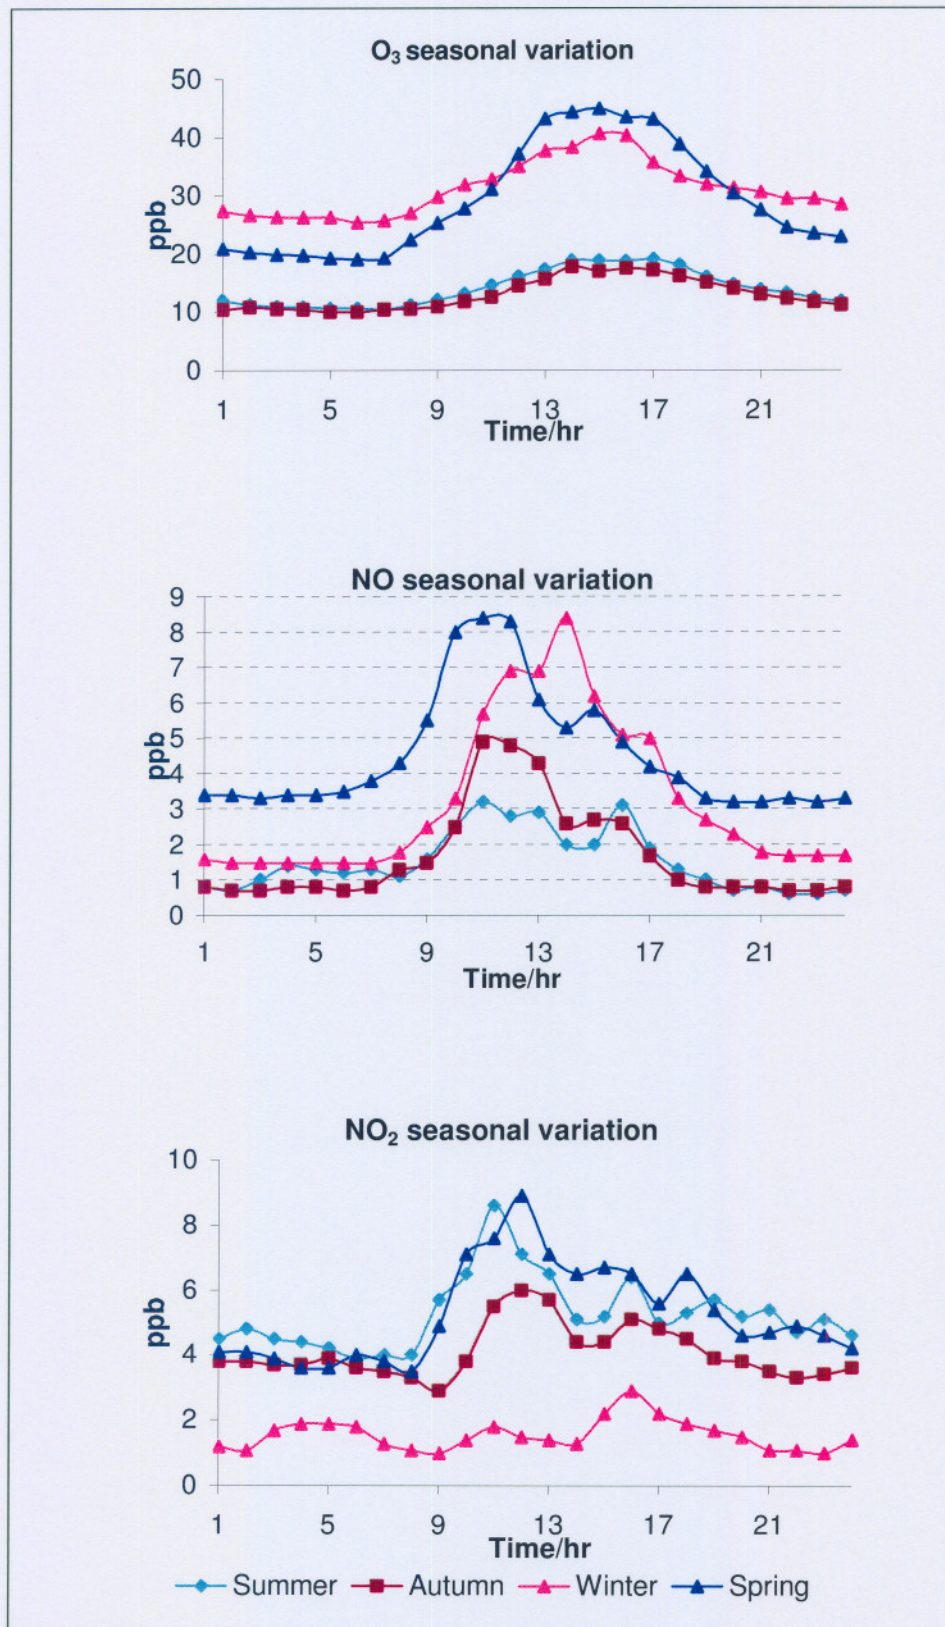 O₃ seasonal variation
50
40
30
20
10
0
ppb
1 5 9 13 17 21
Time/hr
NO seasonal variation
9
8
7
6
5
4
3
2
1
0
ppb
1 5 9 13 17 21
Time/hr
NO₂ seasonal variation
10
8
6
4
2
0
ppb
1 5 9 13 17 21
Time/hr
Summer Autumn Winter Spring